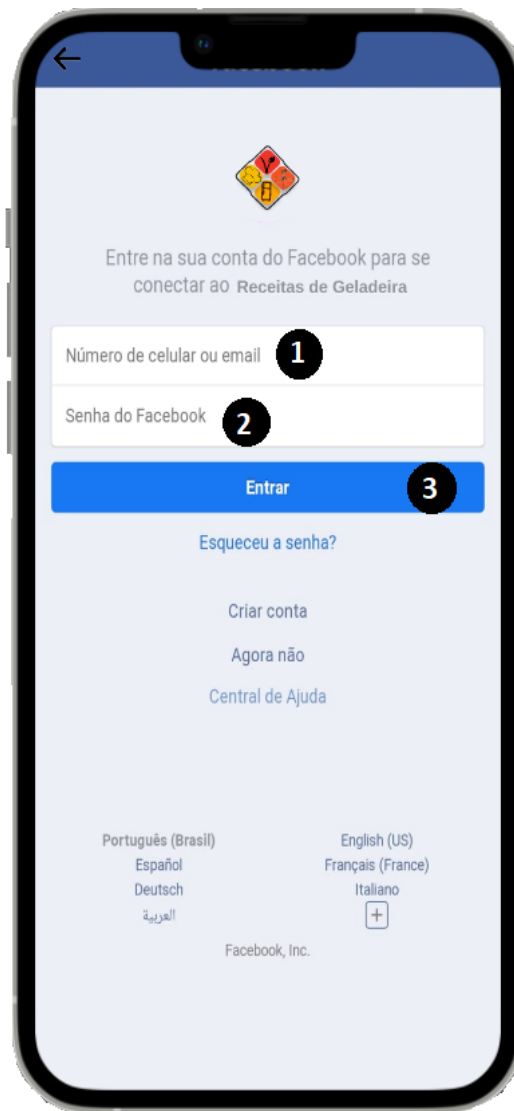 Entre na sua conta do Facebook para se
conectar ao Receitas de Geladeira
Número de celular ou email 1
Senha do Facebook 2
Entrar 3
Esqueceu a senha?
Criar conta
Agora não
Central de Ajuda
Português (Brasil) English (US)
Español Français (France)
Deutsch Italiano
العربية +
Facebook, Inc.